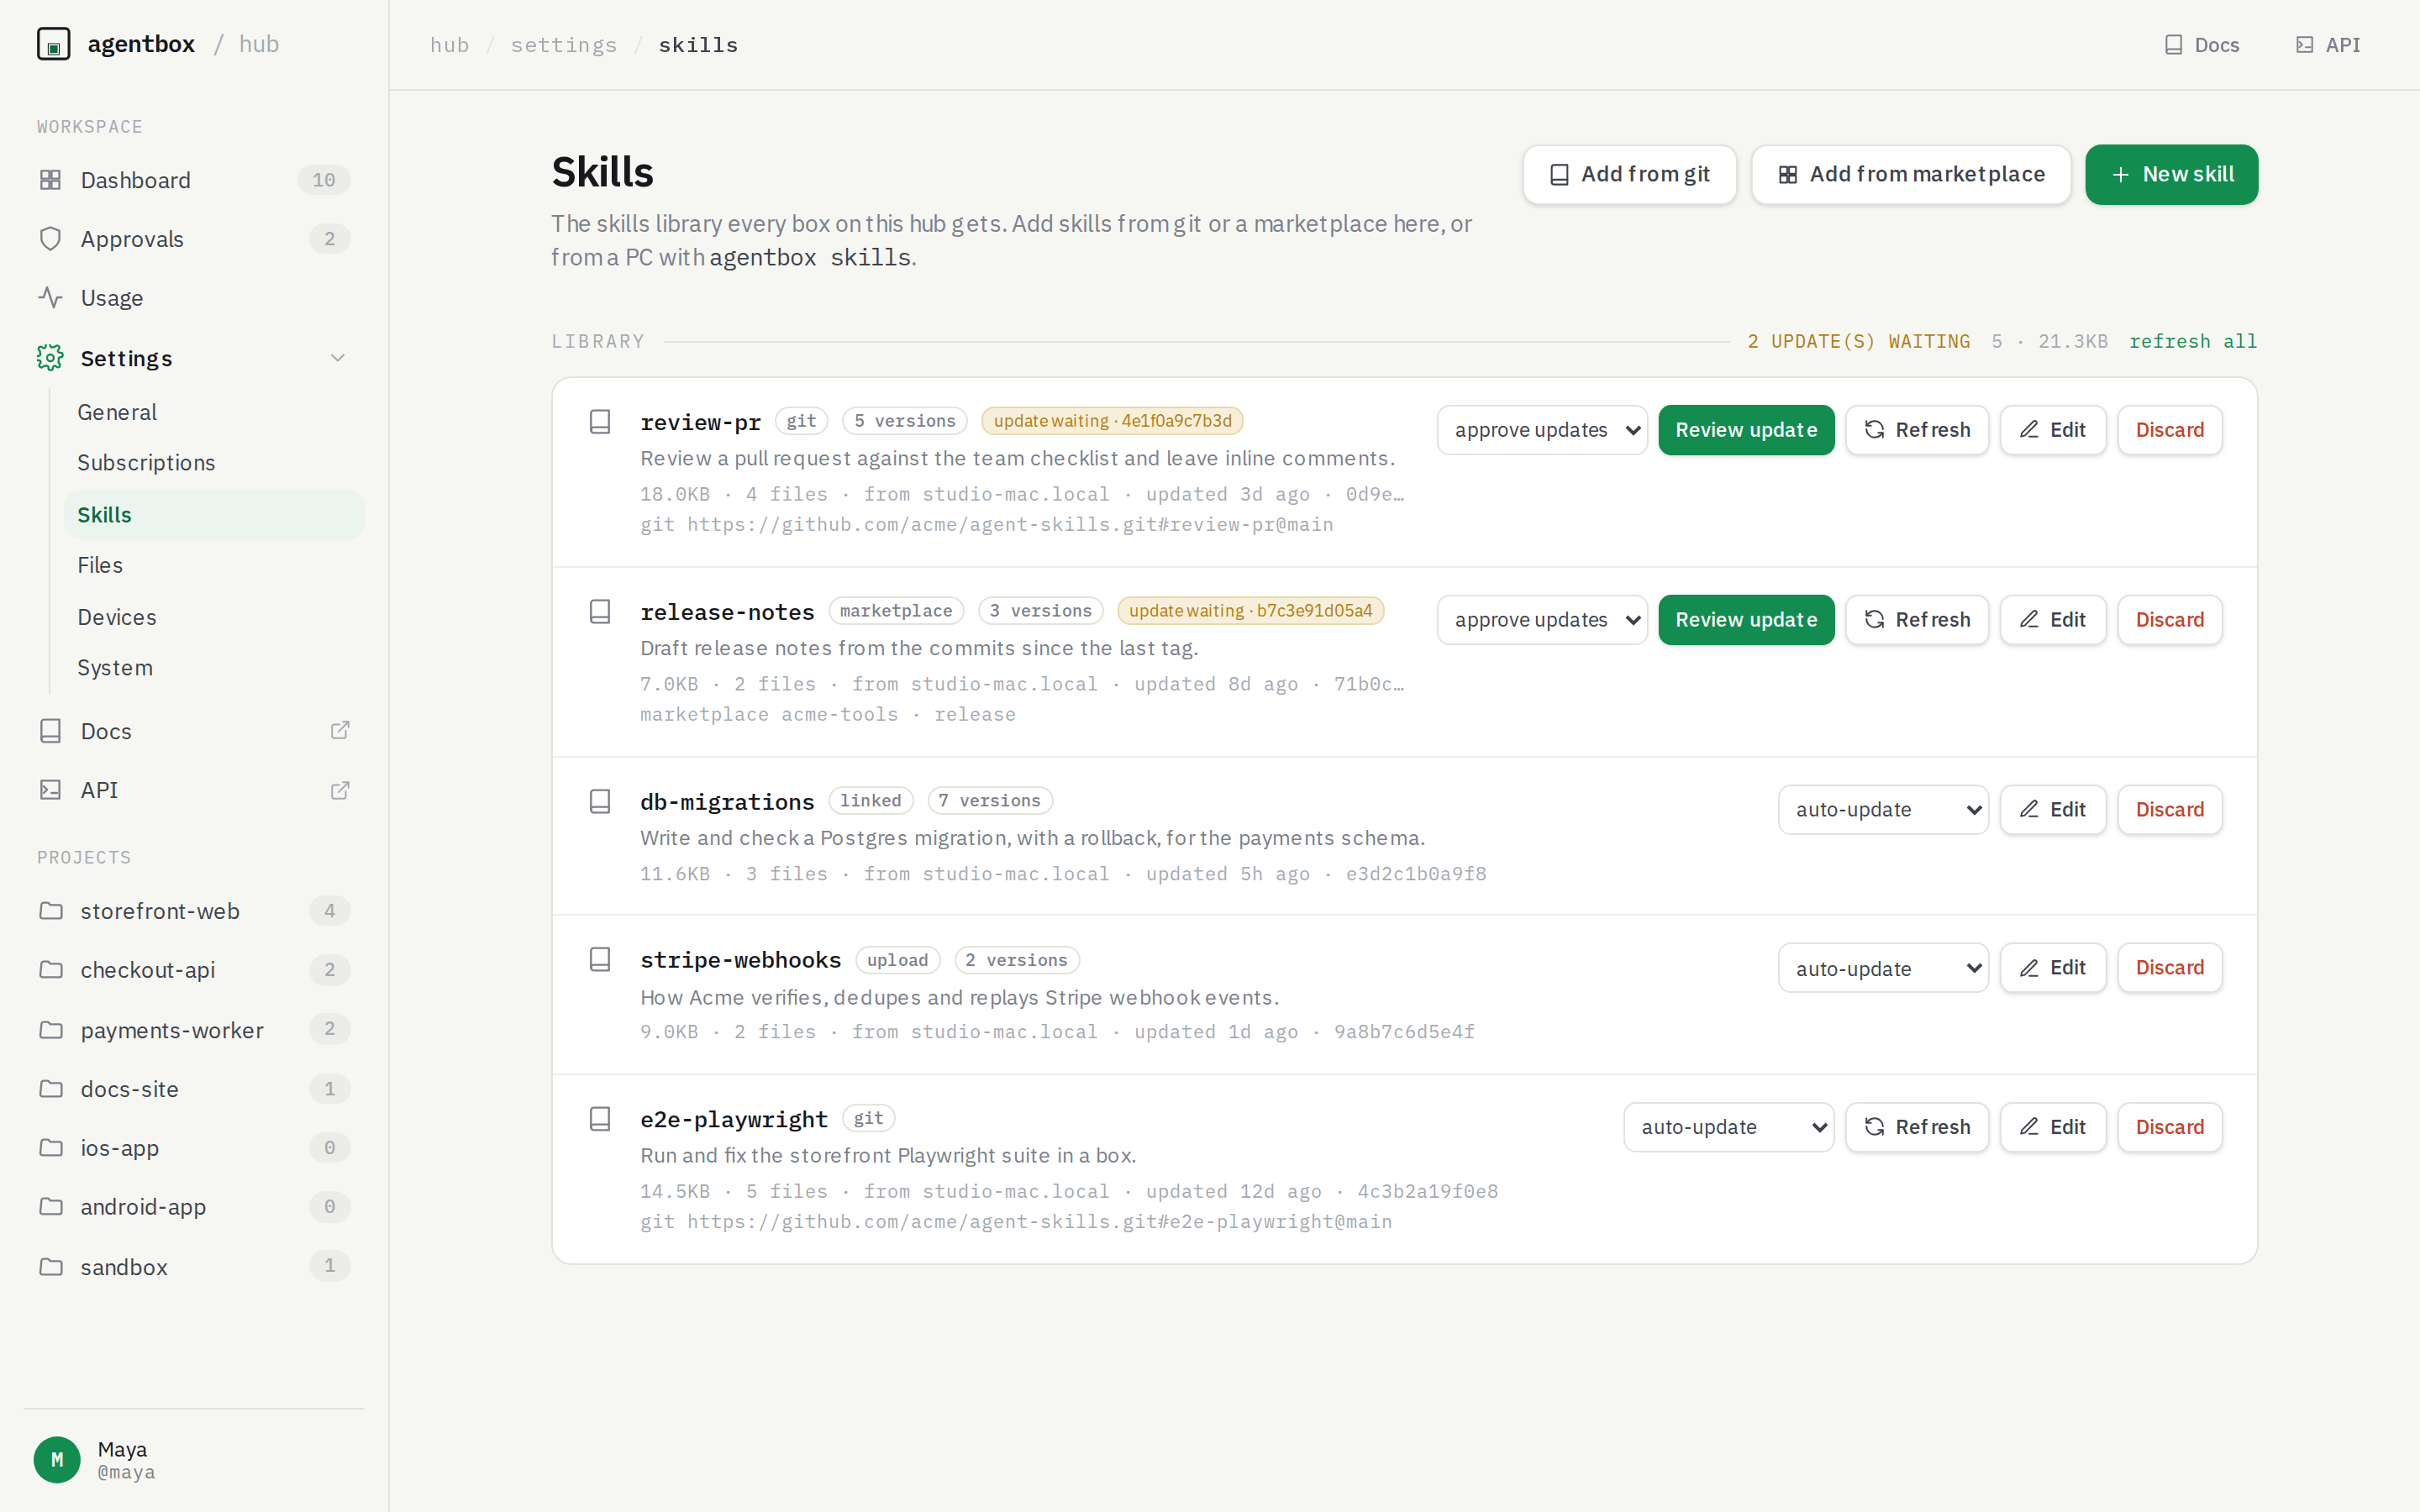 agentbox / hub
hub / settings / skills
Docs
API
WORKSPACE
Dashboard 10
Approvals 2
Usage
Settings
General
Subscriptions
Skills
Files
Devices
System
Docs
API
PROJECTS
storefront-web 4
checkout-api 2
payments-worker 2
docs-site 1
ios-app 0
android-app 0
sandbox 1
M
Maya
@maya
Skills
The skills library every box on this hub gets. Add skills from git or a marketplace here, or
from a PC with agentbox skills.
Add from git
Add from marketplace
New skill
LIBRARY 2 UPDATE(S) WAITING 5 · 21.3KB refresh all
review-pr git 5 versions update waiting · 4e1f0a9c7b3d
approve updates Review update Refresh Edit Discard
Review a pull request against the team checklist and leave inline comments.
18.0KB · 4 files · from studio-mac.local · updated 3d ago · 0d9e…
git https://github.com/acme/agent-skills.git#review-pr@main
release-notes marketplace 3 versions update waiting · b7c3e91d05a4
approve updates Review update Refresh Edit Discard
Draft release notes from the commits since the last tag.
7.0KB · 2 files · from studio-mac.local · updated 8d ago · 71b0c…
marketplace acme-tools · release
db-migrations linked 7 versions
auto-update Edit Discard
Write and check a Postgres migration, with a rollback, for the payments schema.
11.6KB · 3 files · from studio-mac.local · updated 5h ago · e3d2c1b0a9f8
stripe-webhooks upload 2 versions
auto-update Edit Discard
How Acme verifies, dedupes and replays Stripe webhook events.
9.0KB · 2 files · from studio-mac.local · updated 1d ago · 9a8b7c6d5e4f
e2e-playwright git
auto-update Refresh Edit Discard
Run and fix the storefront Playwright suite in a box.
14.5KB · 5 files · from studio-mac.local · updated 12d ago · 4c3b2a19f0e8
git https://github.com/acme/agent-skills.git#e2e-playwright@main